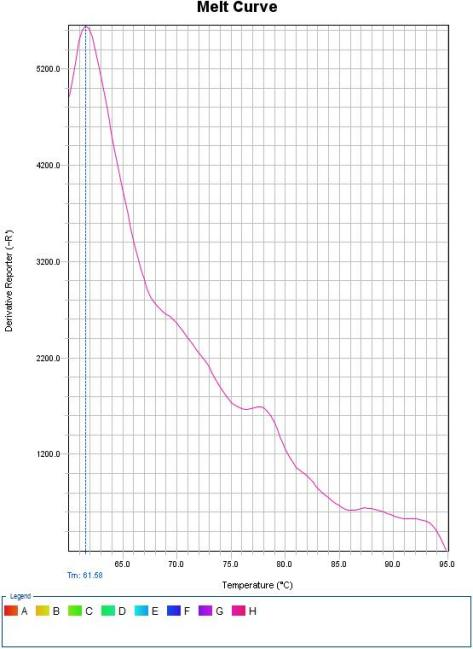 Melt Curve
Derivative Reporter (-R')
5200.0
4200.0
3200.0
2200.0
1200.0
65.0 70.0 75.0 80.0 85.0 90.0 95.0
Tm: 61.58
Temperature (°C)
Legend
A B C D E F G H